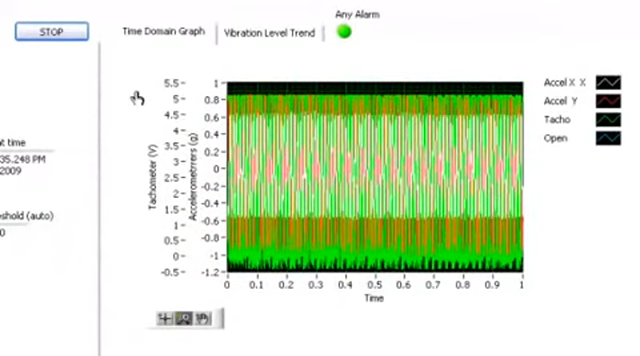 Any Alarm
STOP
Time Domain Graph
Vibration Level Trend
Accel X X
Accel Y
Tacho
Open
t time
35.248 PM
2009
shold (auto)
0
Tachometer (V)
5.5
5
4.5
4
3.5
3
2.5
2
1.5
1
0.5
0
-0.5
Accelerometrers (g)
1
0.8
0.6
0.4
0.2
0
-0.2
-0.4
-0.6
-0.8
-1
-1.2
0 0.1 0.2 0.3 0.4 0.5 0.6 0.7 0.8 0.9 1
Time